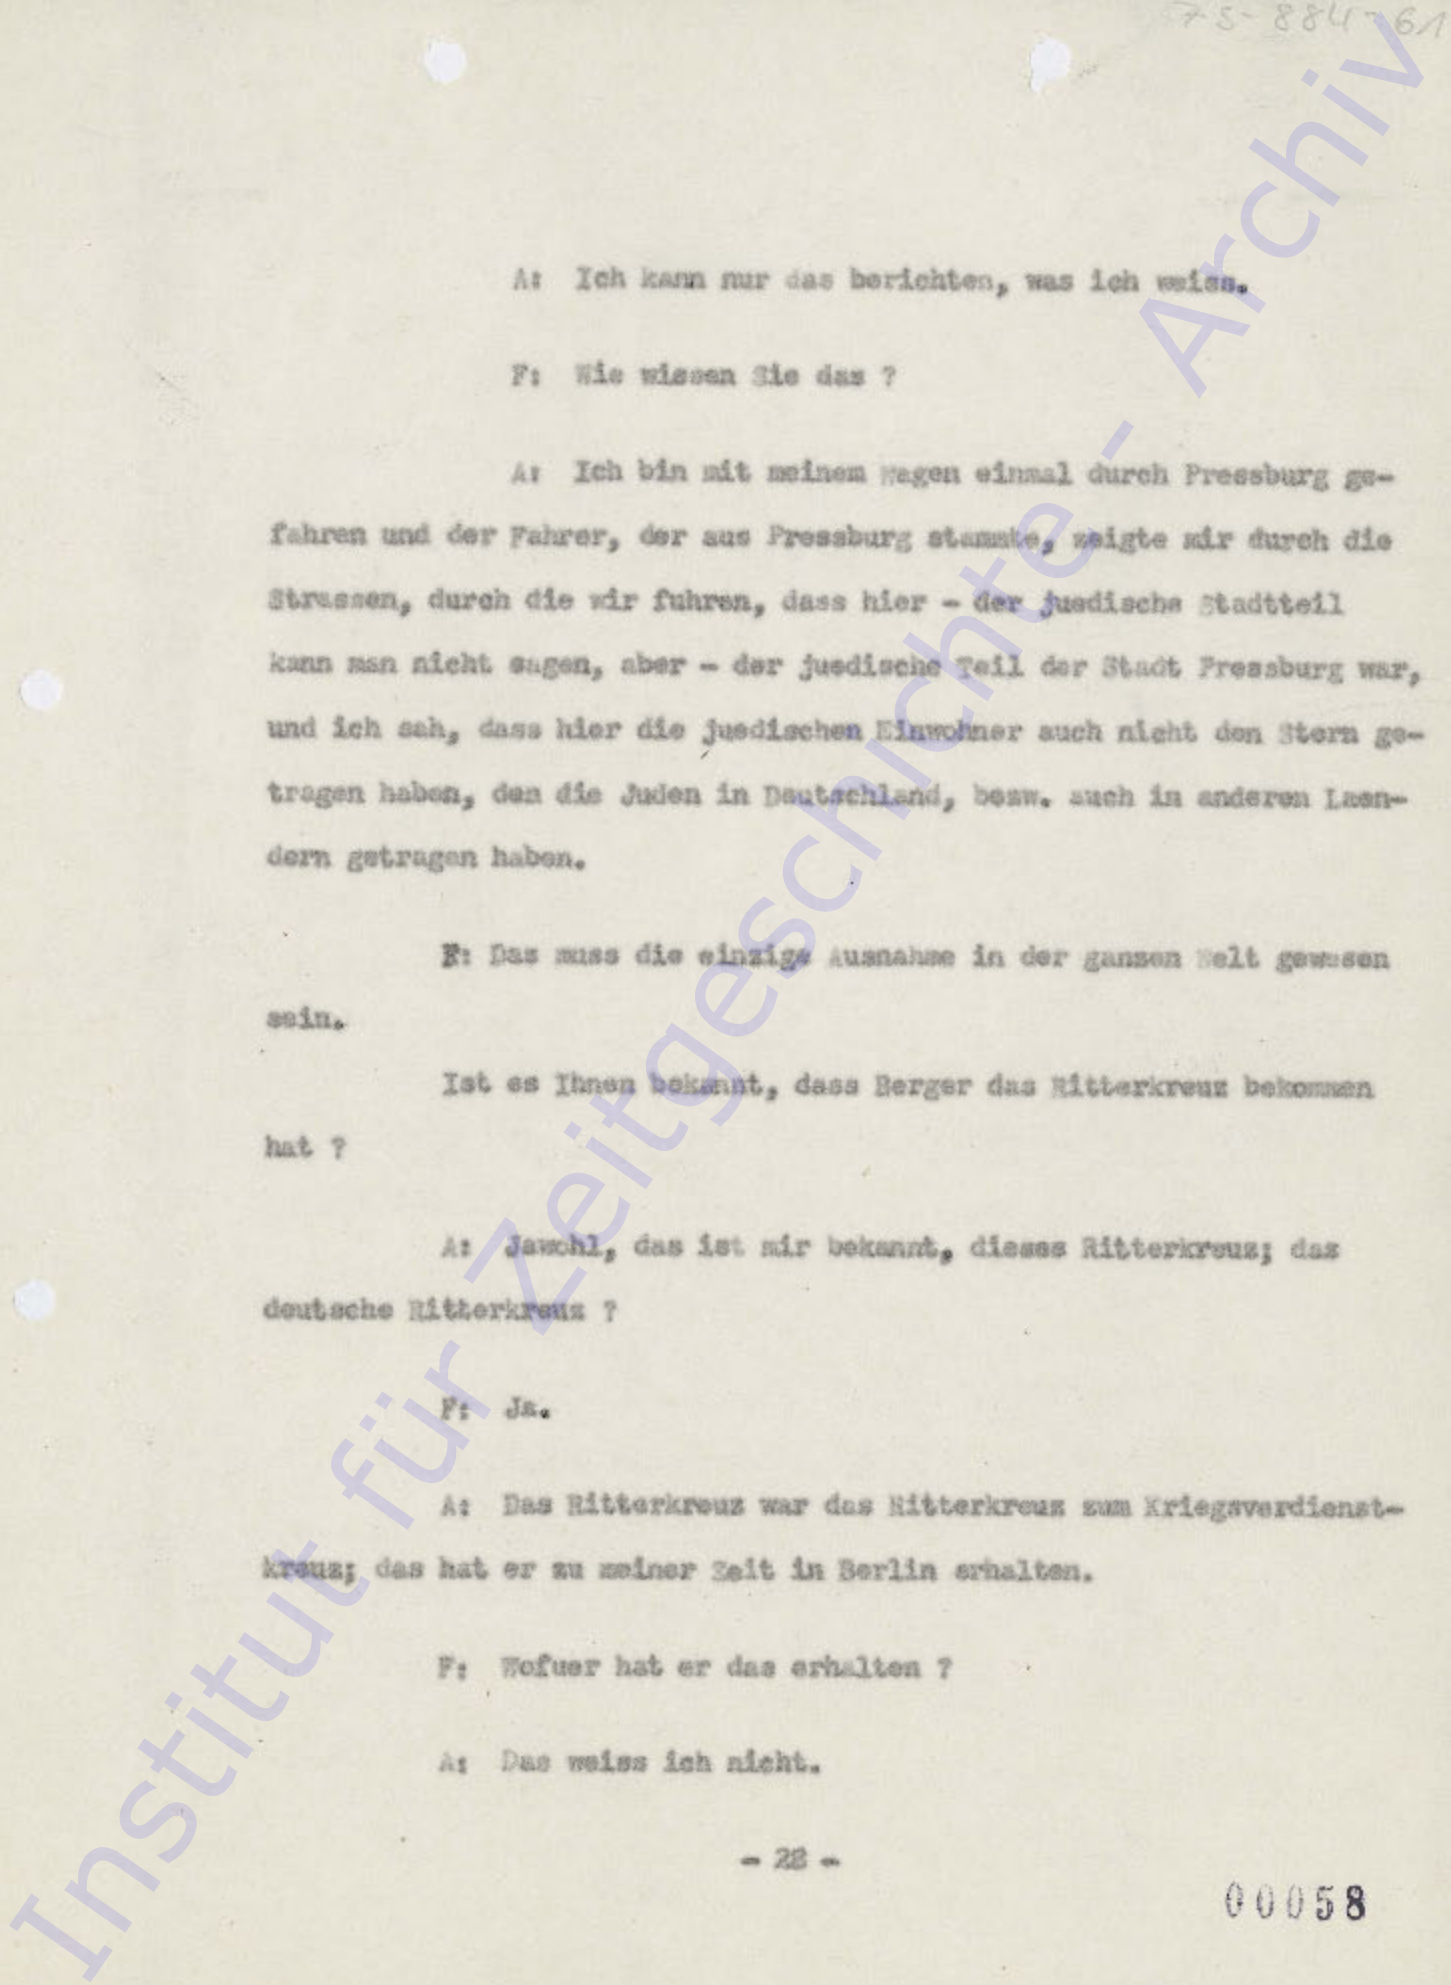 75-884-61
A: Ich kann nur das berichten, was ich weiss.
F: Wie wissen Sie das ?
A: Ich bin mit meinem Wagen einmal durch Pressburg ge-
fahren und der Fahrer, der aus Pressburg stammte, zeigte mir durch die
Strassen, durch die wir fuhren, dass hier - der juedische Stadtteil
kann man nicht sagen, aber - der juedische Teil der Stadt Pressburg war,
und ich sah, dass hier die juedischen Einwohner auch nicht den Stern ge-
tragen haben, den die Juden in Deutschland, bezw. auch in anderen Laen-
dern getragen haben.
F: Das muss die einzige Ausnahme in der ganzen Welt gewesen
sein.
Ist es Ihnen bekannt, dass Berger das Ritterkreuz bekommen
hat ?
A: Jawohl, das ist mir bekannt, dieses Ritterkreuz; das
deutsche Ritterkreuz ?
F: Ja.
A: Das Ritterkreuz war das Ritterkreuz zum Kriegsverdienst-
kreuz; das hat er zu meiner Zeit in Berlin erhalten.
F: Wofuer hat er das erhalten ?
A: Das weiss ich nicht.
- 28 -
00058
Institut für Zeitgeschichte - Archiv